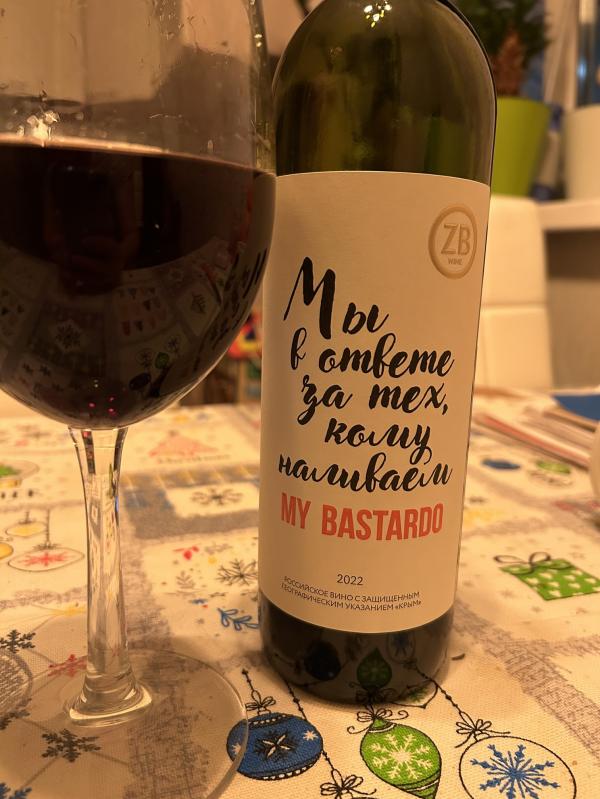 ZB
WINE
Мы
в ответе
за тех,
кому
наливаем
MY BASTARDO
2022
РОССИЙСКОЕ ВИНО С ЗАЩИЩЕННЫМ
ГЕОГРАФИЧЕСКИМ УКАЗАНИЕМ «КРЫМ»